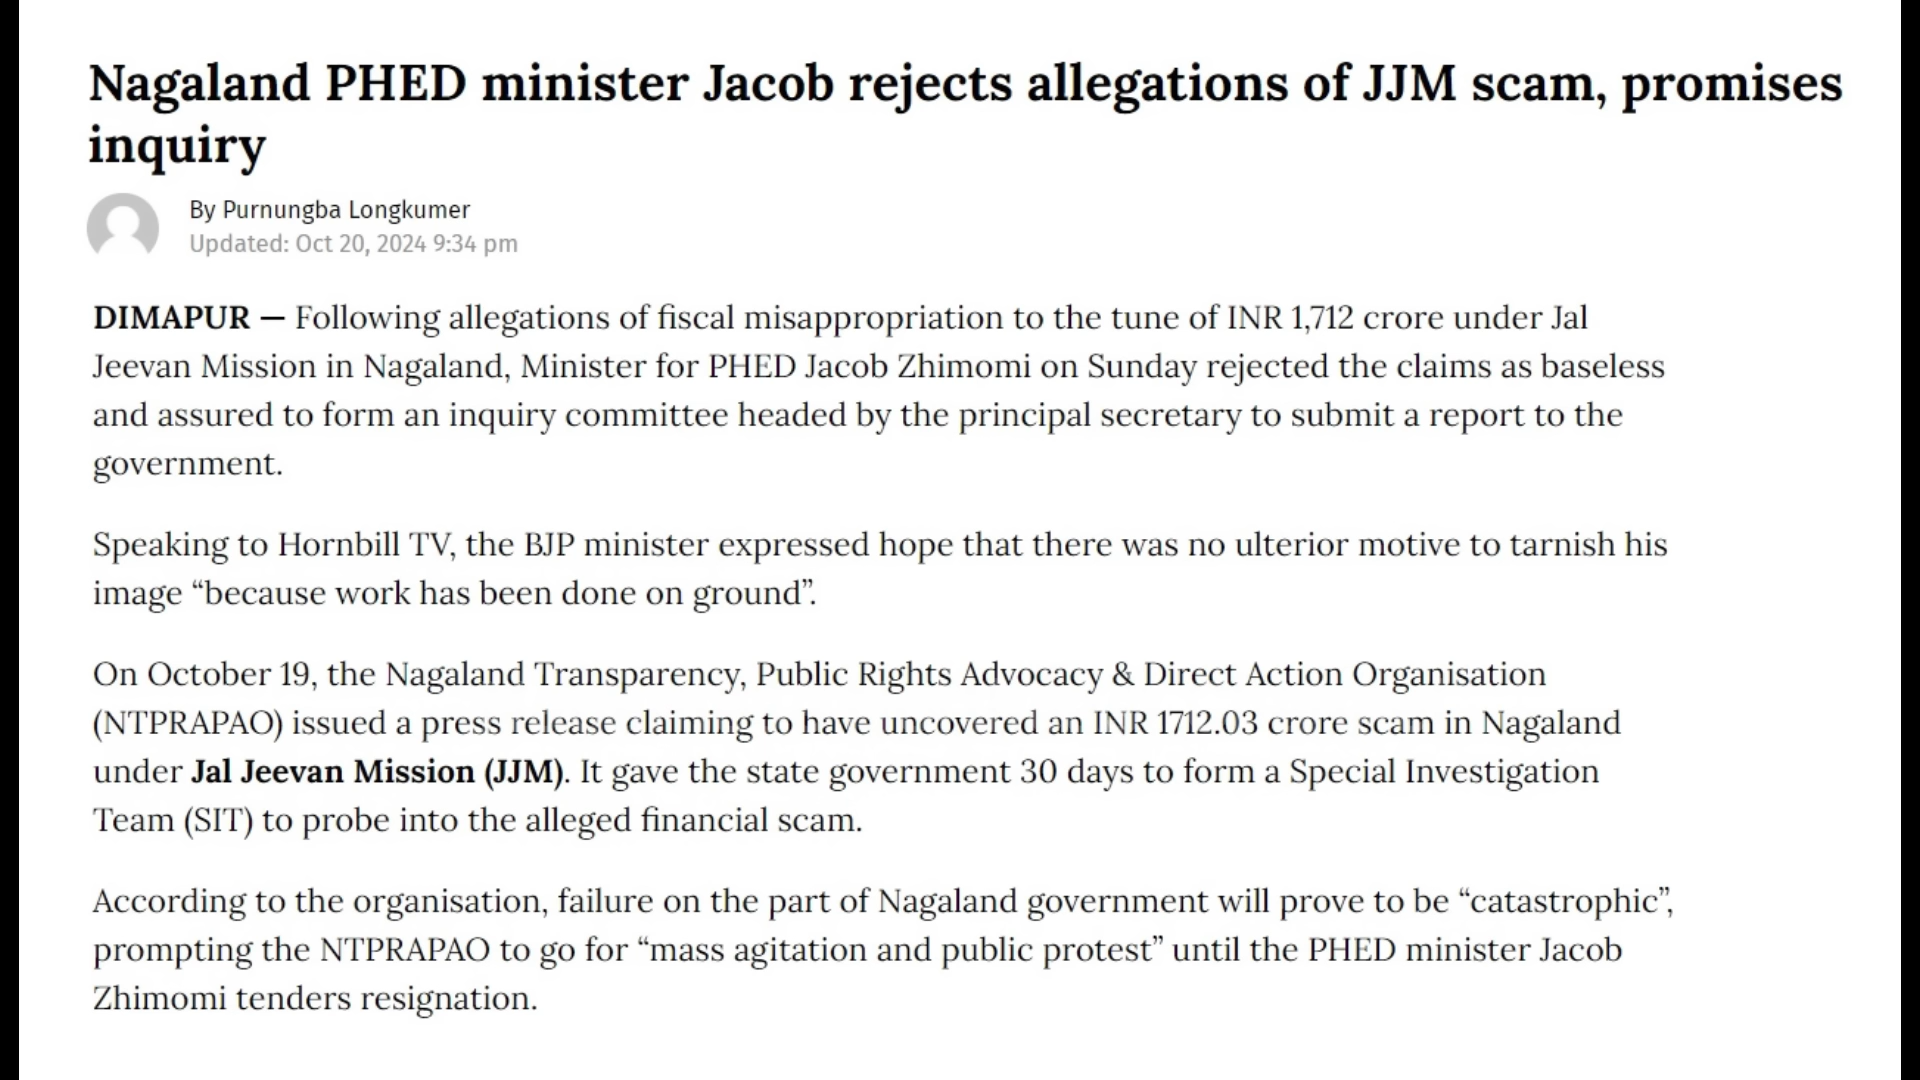 Nagaland PHED minister Jacob rejects allegations of JJM scam, promises
inquiry
By Purnungba Longkumer
Updated: Oct 20, 2024 9:34 pm
DIMAPUR — Following allegations of fiscal misappropriation to the tune of INR 1,712 crore under Jal
Jeevan Mission in Nagaland, Minister for PHED Jacob Zhimomi on Sunday rejected the claims as baseless
and assured to form an inquiry committee headed by the principal secretary to submit a report to the
government.
Speaking to Hornbill TV, the BJP minister expressed hope that there was no ulterior motive to tarnish his
image “because work has been done on ground”.
On October 19, the Nagaland Transparency, Public Rights Advocacy & Direct Action Organisation
(NTPRAPAO) issued a press release claiming to have uncovered an INR 1712.03 crore scam in Nagaland
under Jal Jeevan Mission (JJM). It gave the state government 30 days to form a Special Investigation
Team (SIT) to probe into the alleged financial scam.
According to the organisation, failure on the part of Nagaland government will prove to be “catastrophic”,
prompting the NTPRAPAO to go for “mass agitation and public protest” until the PHED minister Jacob
Zhimomi tenders resignation.